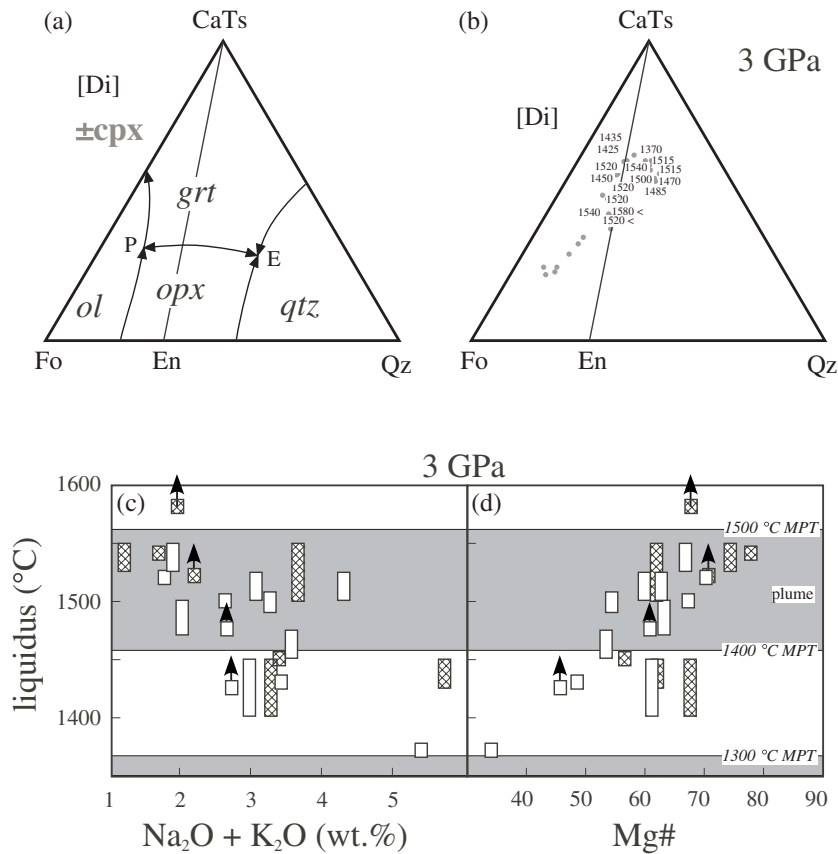 (a)
CaTs
[Di]
±cpx
grt
P
E
ol
opx
qtz
Fo
En
Qz
(b)
CaTs
3 GPa
[Di]
1435
1425
1370
1520
1540
1515
1450
1500
1515
1470
1520
1485
1520
1540
1580 <
1520 <
Fo
En
Qz
3 GPa
liquidus (°C)
1600
1500
1400
(c)
1
2
3
4
5
Na₂O + K₂O (wt.%)
(d)
1500 °C MPT
plume
1400 °C MPT
1300 °C MPT
40
50
60
70
80
90
Mg#